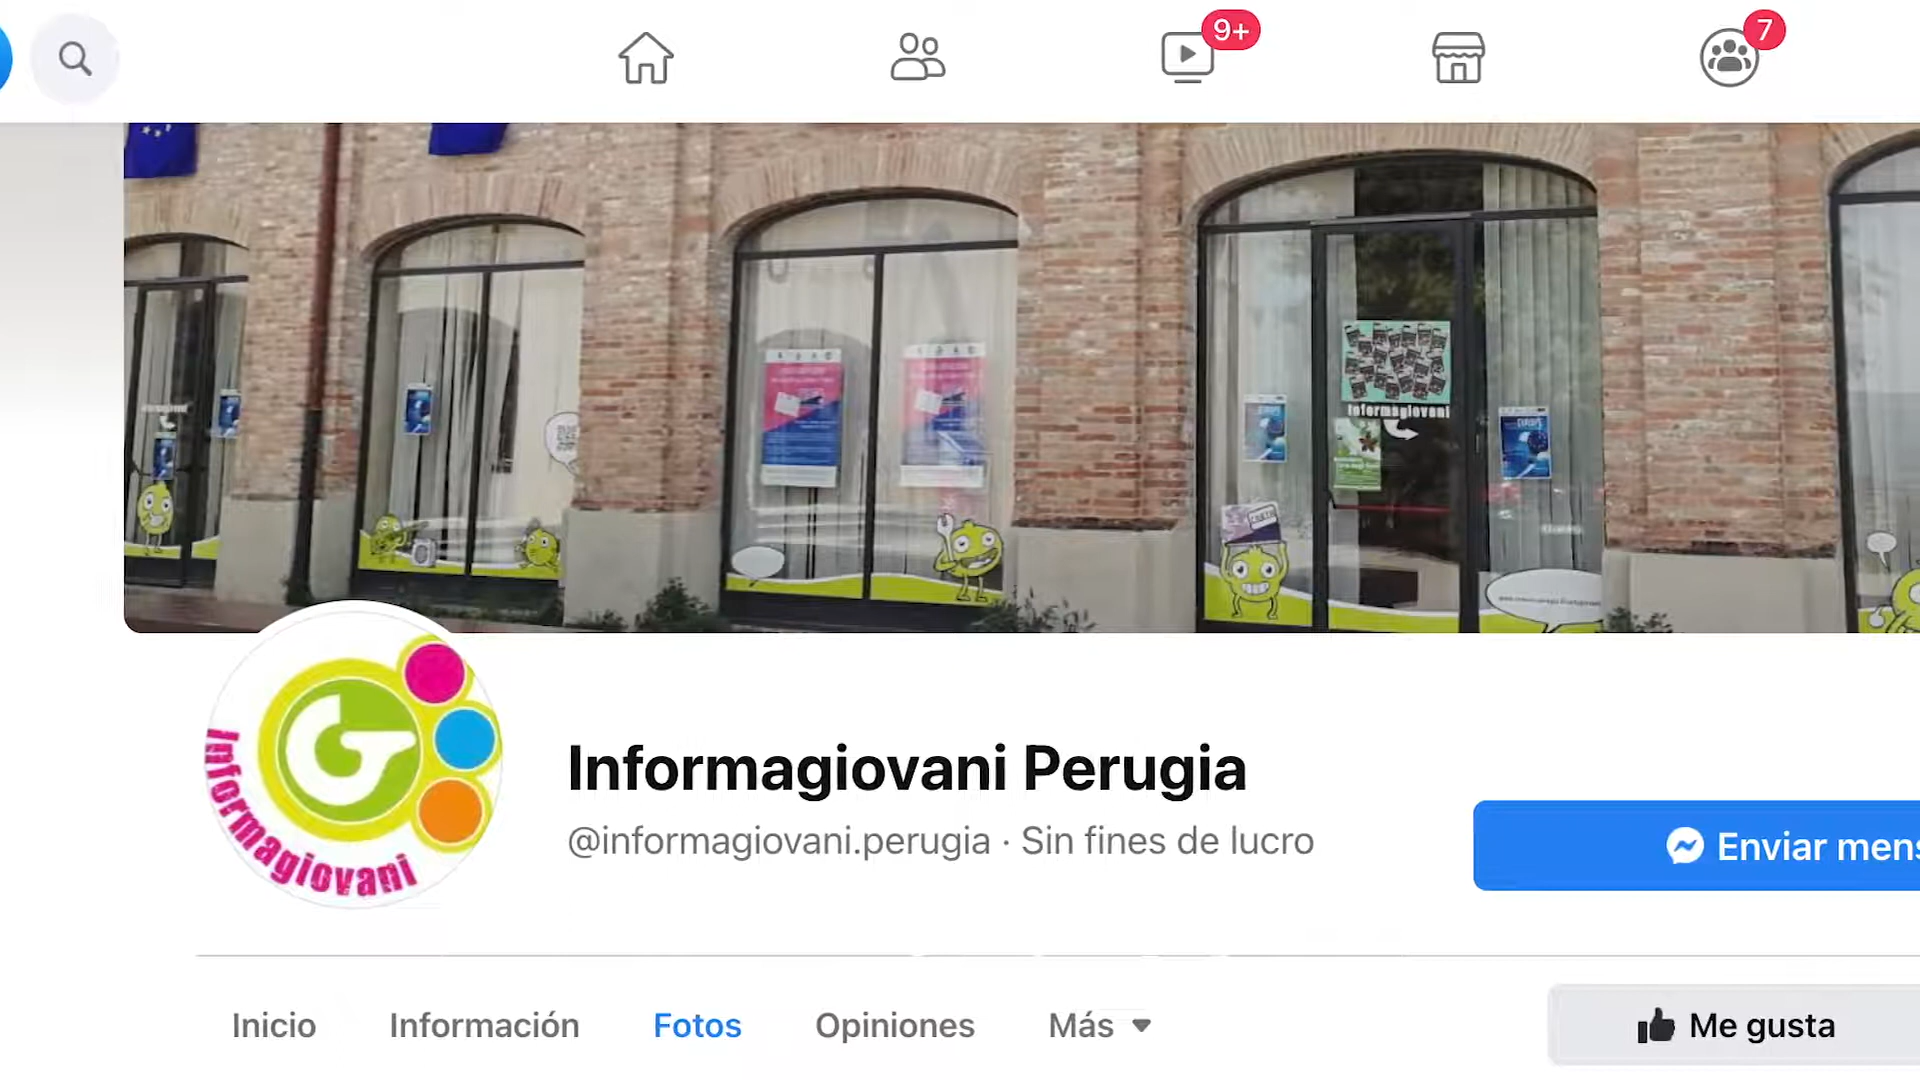 9+
7
Informagiovani
Informagiovani
Informagiovani Perugia
@informagiovani.perugia · Sin fines de lucro
Enviar mens
Inicio
Información
Fotos
Opiniones
Más
Me gusta